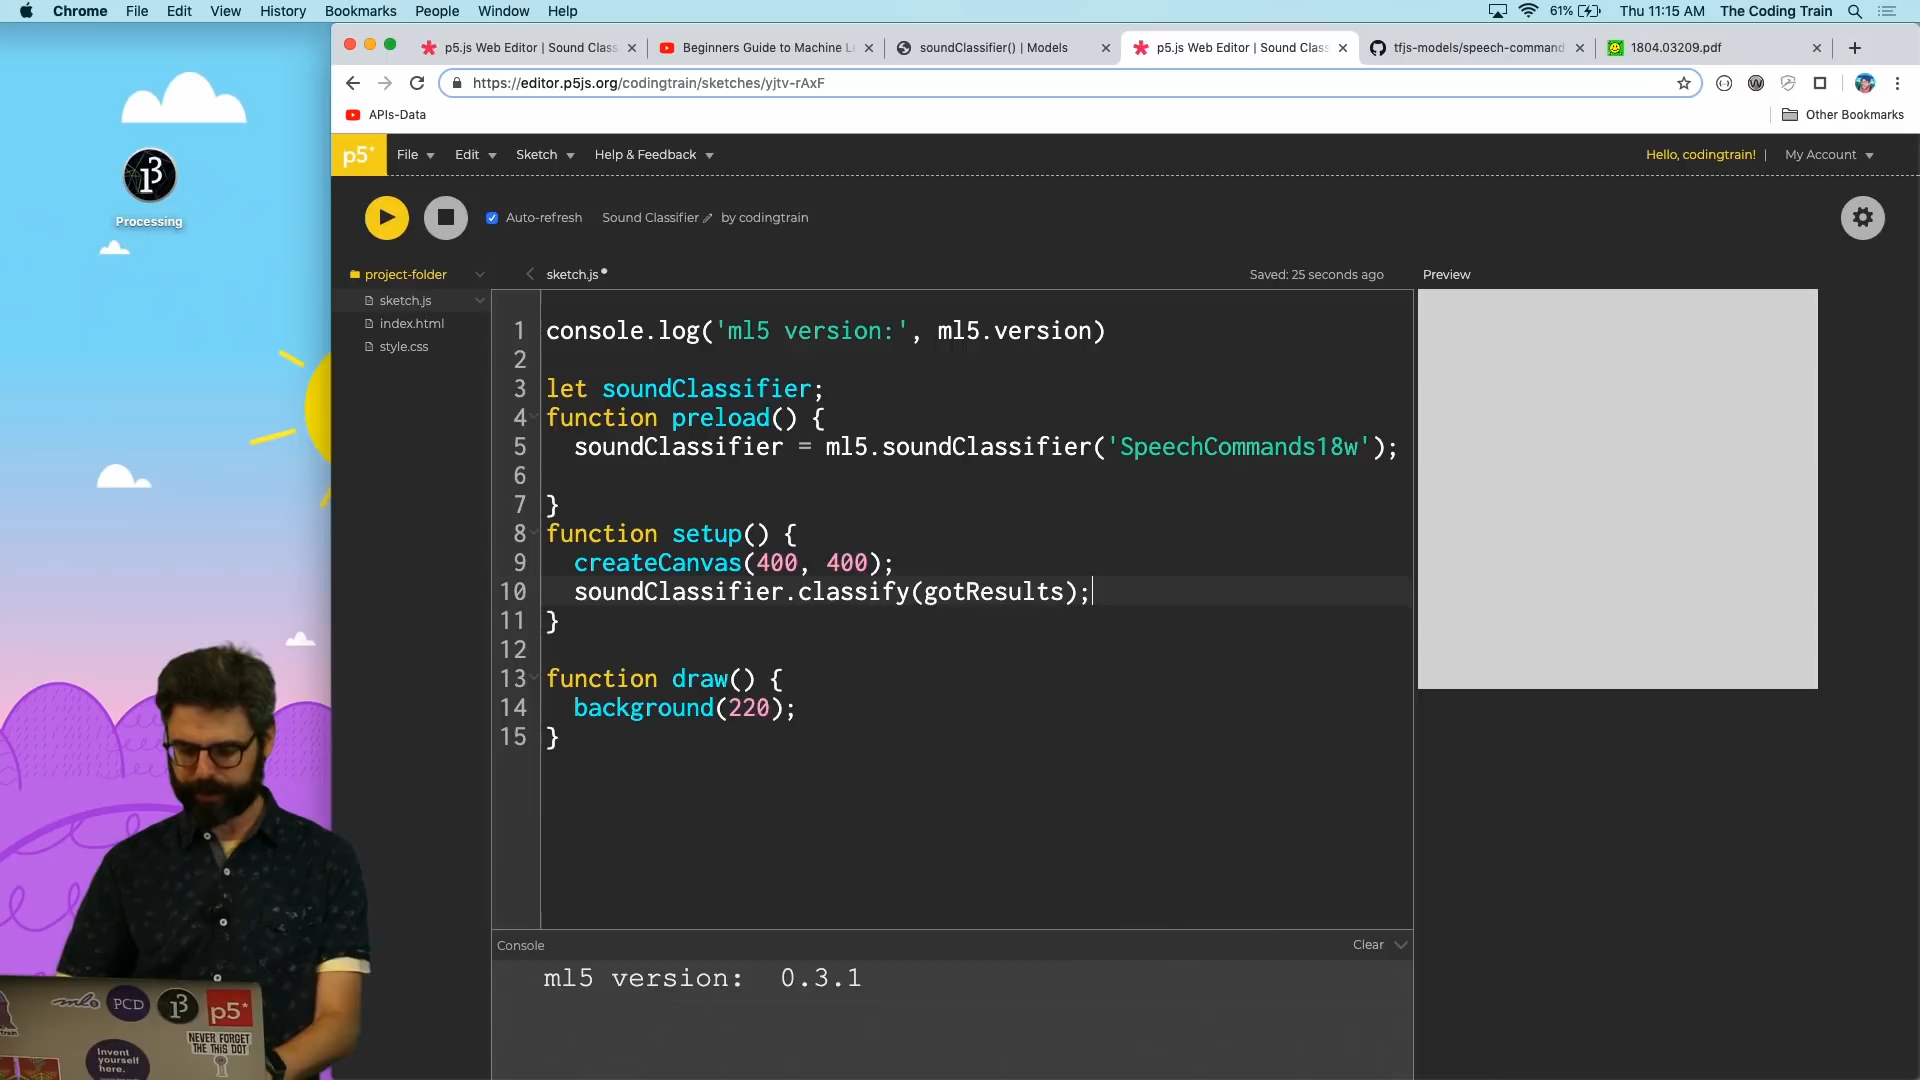 Chrome File Edit View History Bookmarks People Window Help
61% Thu 11:15 AM The Coding Train
p5.js Web Editor | Sound Class
Beginners Guide to Machine Le
soundClassifier() | Models
p5.js Web Editor | Sound Class
tfjs-models/speech-command
1804.03209.pdf
https://editor.p5js.org/codingtrain/sketches/yjtv-rAxF
APIs-Data
Other Bookmarks
p5* File Edit Sketch Help & Feedback
Hello, codingtrain! | My Account
Auto-refresh Sound Classifier by codingtrain
Processing
project-folder
sketch.js
index.html
style.css
sketch.js
Saved: 25 seconds ago
Preview
1 console.log('ml5 version:', ml5.version)
2
3 let soundClassifier;
4 function preload() {
5 soundClassifier = ml5.soundClassifier('SpeechCommands18w');
6
7 }
8 function setup() {
9 createCanvas(400, 400);
10 soundClassifier.classify(gotResults);
11 }
12
13 function draw() {
14 background(220);
15 }
Console
Clear
ml5 version: 0.3.1
PCD
p5*
NEVER FORGET
THE THIS DOT
Invent
yourself
here.